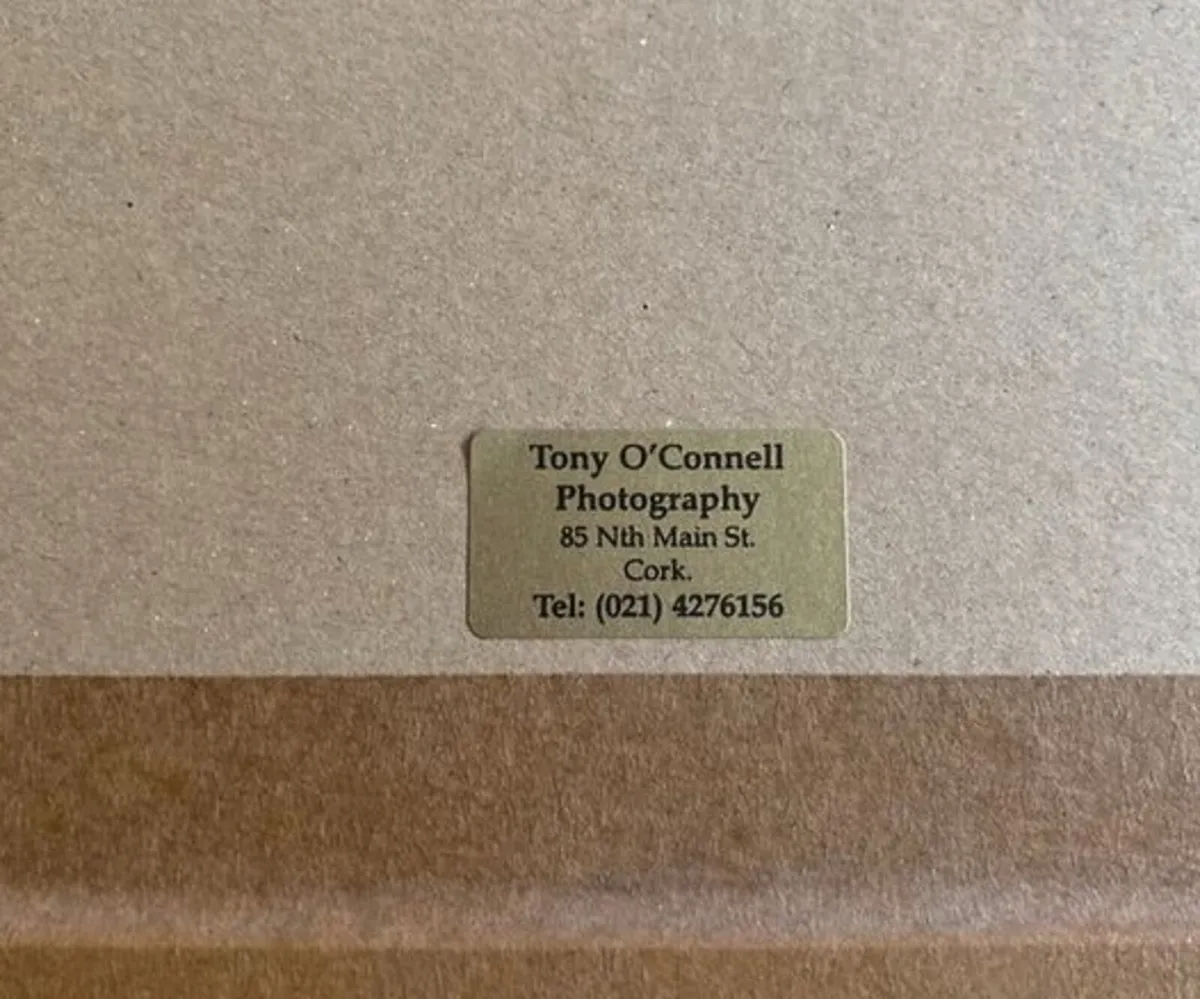 Tony O'Connell
Photography
85 Nth Main St.
Cork.
Tel: (021) 4276156